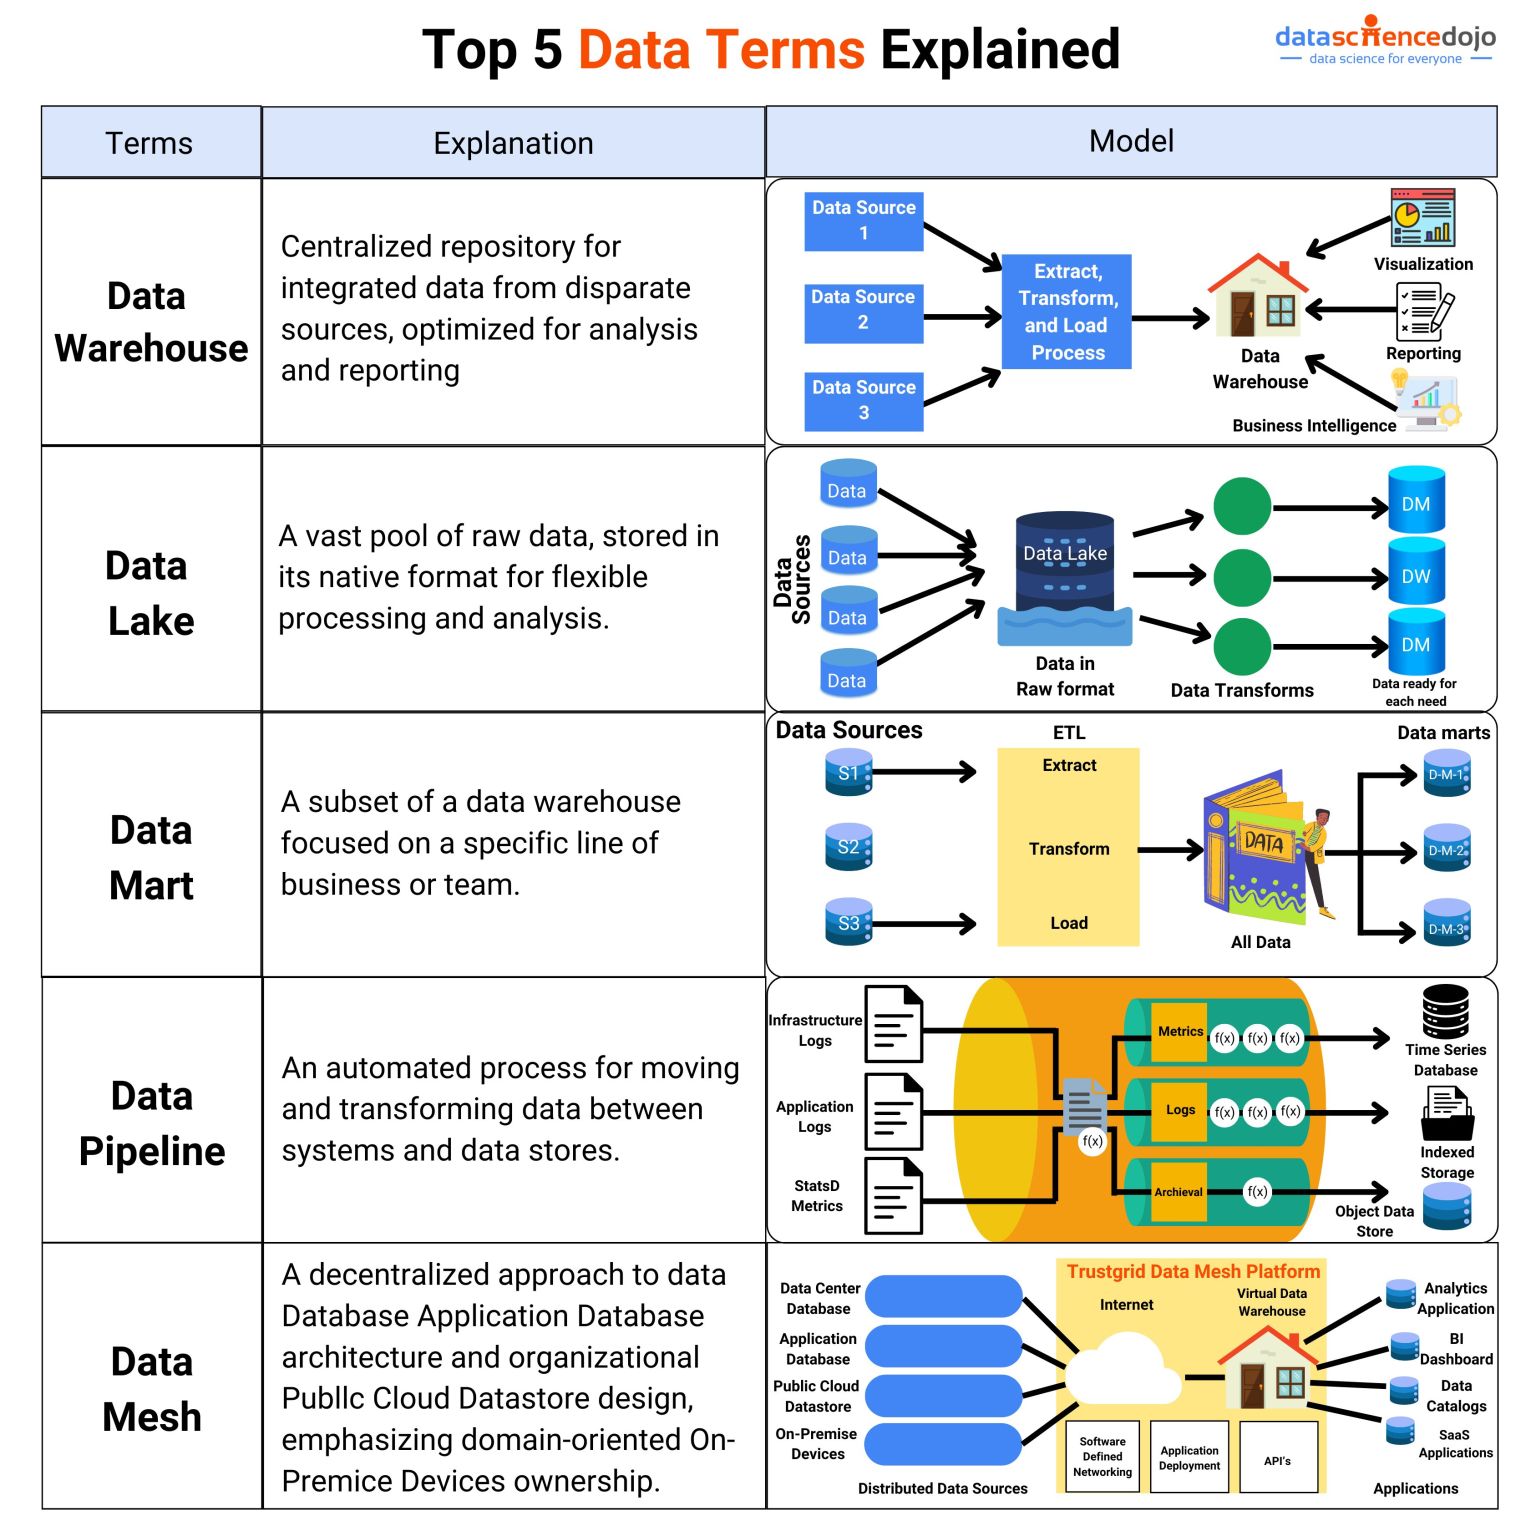 Top 5 Data Terms Explained
datasciencedojo
data science for everyone
Terms
Explanation
Model
Data
Warehouse
Centralized repository for
integrated data from disparate
sources, optimized for analysis
and reporting
Data Source
1
Data Source
2
Data Source
3
Extract,
Transform,
and Load
Process
Data
Warehouse
Visualization
Reporting
Business Intelligence
Data
Lake
A vast pool of raw data, stored in
its native format for flexible
processing and analysis.
Data
Sources
Data
Data
Data
Data
Data Lake
Data in
Raw format
Data Transforms
DM
DW
DM
Data ready for
each need
Data
Mart
A subset of a data warehouse
focused on a specific line of
business or team.
Data Sources
S1
S2
S3
ETL
Extract
Transform
Load
DATA
All Data
Data marts
D-M-1
D-M-2
D-M-3
Data
Pipeline
An automated process for moving
and transforming data between
systems and data stores.
Infrastructure
Logs
Application
Logs
StatsD
Metrics
f(x)
Metrics
f(x) f(x) f(x)
Logs
f(x) f(x) f(x)
Archieval
f(x)
Time Series
Database
Indexed
Storage
Object Data
Store
Data
Mesh
A decentralized approach to data
Database Application Database
architecture and organizational
Publlc Cloud Datastore design,
emphasizing domain-oriented On-
Premice Devices ownership.
Data Center
Database
Application
Database
Public Cloud
Datastore
On-Premise
Devices
Distributed Data Sources
Trustgrid Data Mesh Platform
Internet
Virtual Data
Warehouse
Software
Defined
Networking
Application
Deployment
API's
Analytics
Application
BI
Dashboard
Data
Catalogs
SaaS
Applications
Applications